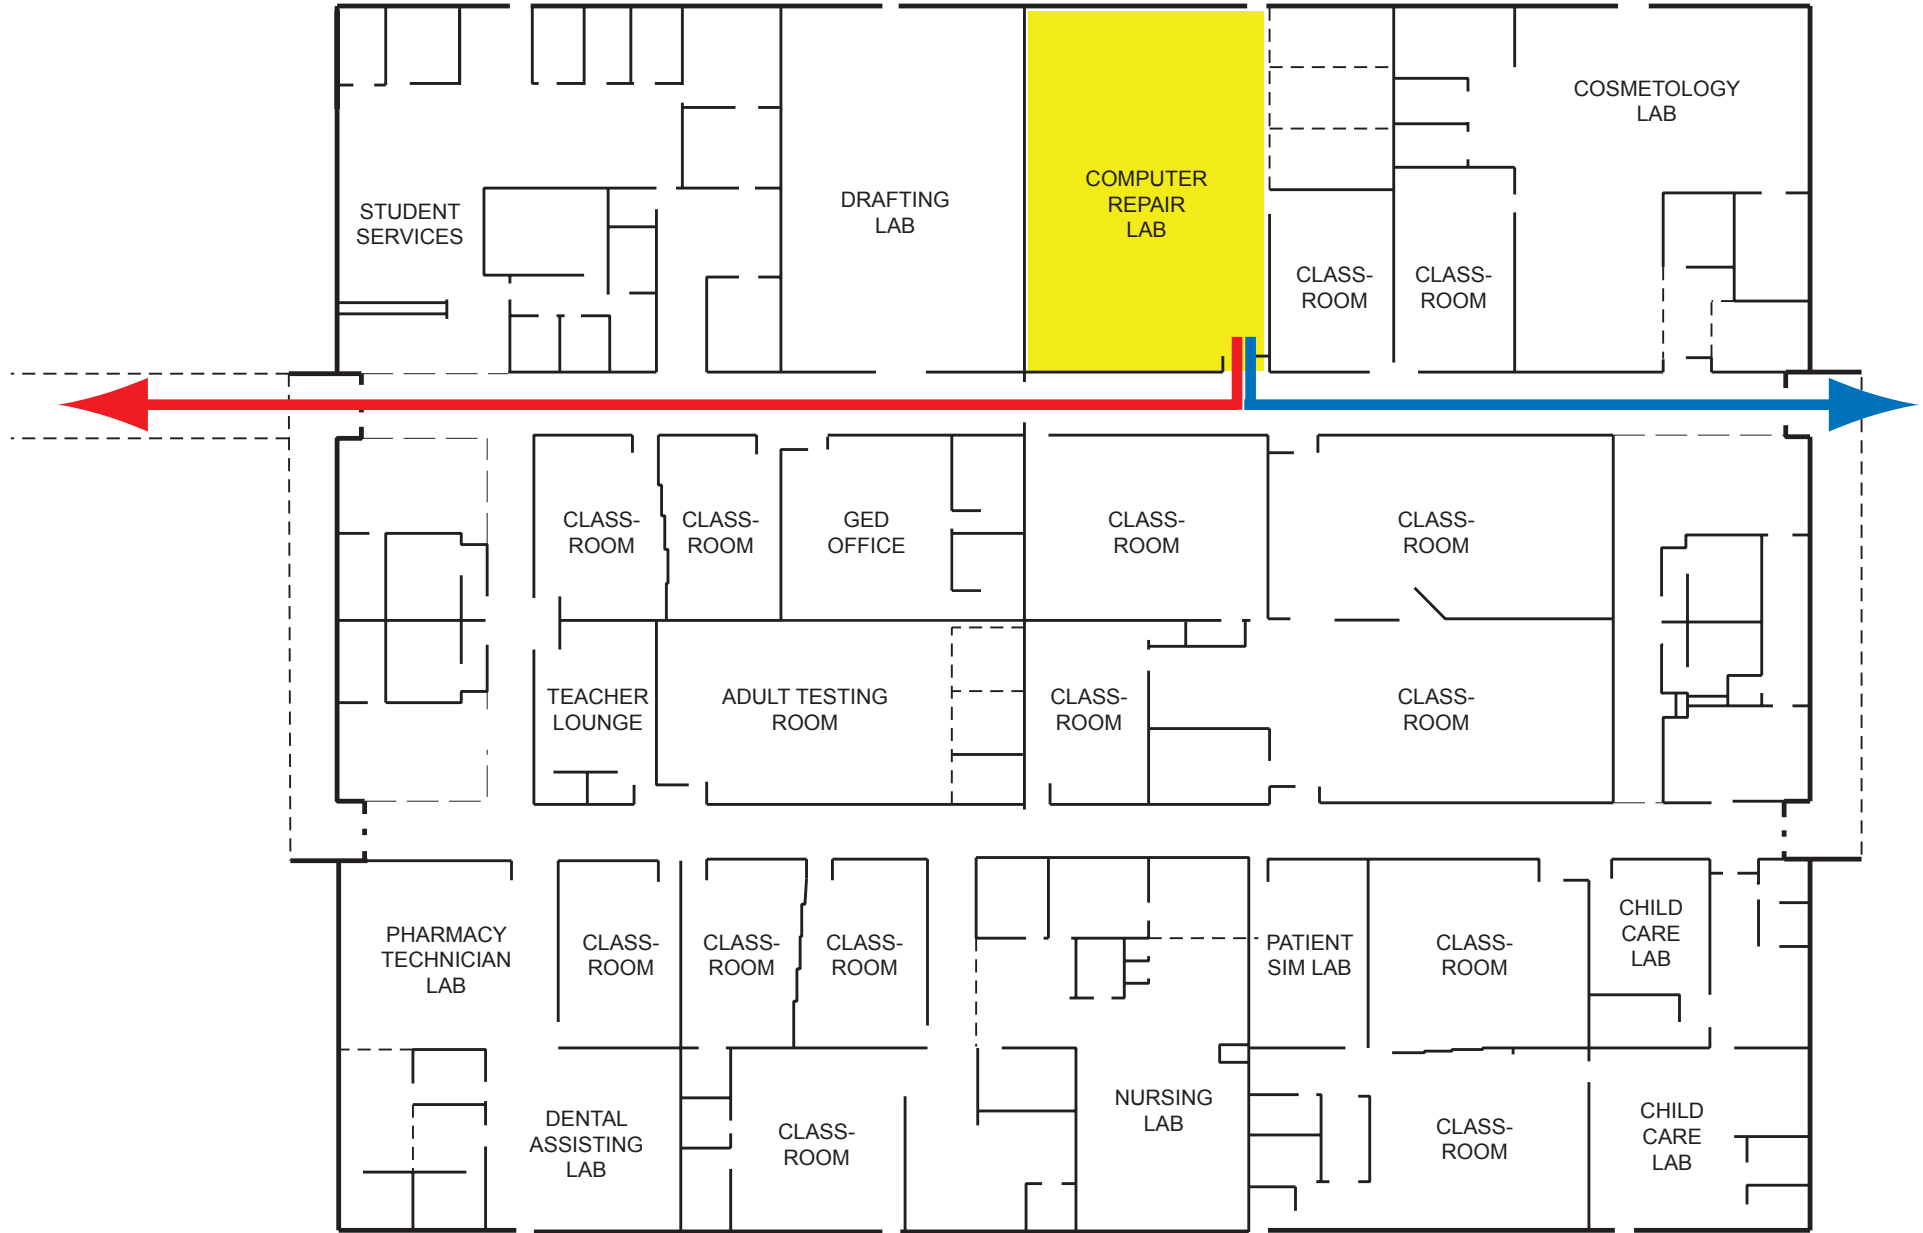 COSMETOLOGY
LAB
COMPUTER
REPAIR
LAB
DRAFTING
LAB
STUDENT
SERVICES
CLASS-
ROOM
CLASS-
ROOM
CLASS-
ROOM
CLASS-
ROOM
GED
OFFICE
CLASS-
ROOM
CLASS-
ROOM
TEACHER
LOUNGE
ADULT TESTING
ROOM
CLASS-
ROOM
CLASS-
ROOM
PHARMACY
TECHNICIAN
LAB
CLASS-
ROOM
CLASS-
ROOM
CLASS-
ROOM
PATIENT
SIM LAB
CLASS-
ROOM
CHILD
CARE
LAB
DENTAL
ASSISTING
LAB
CLASS-
ROOM
NURSING
LAB
CLASS-
ROOM
CHILD
CARE
LAB